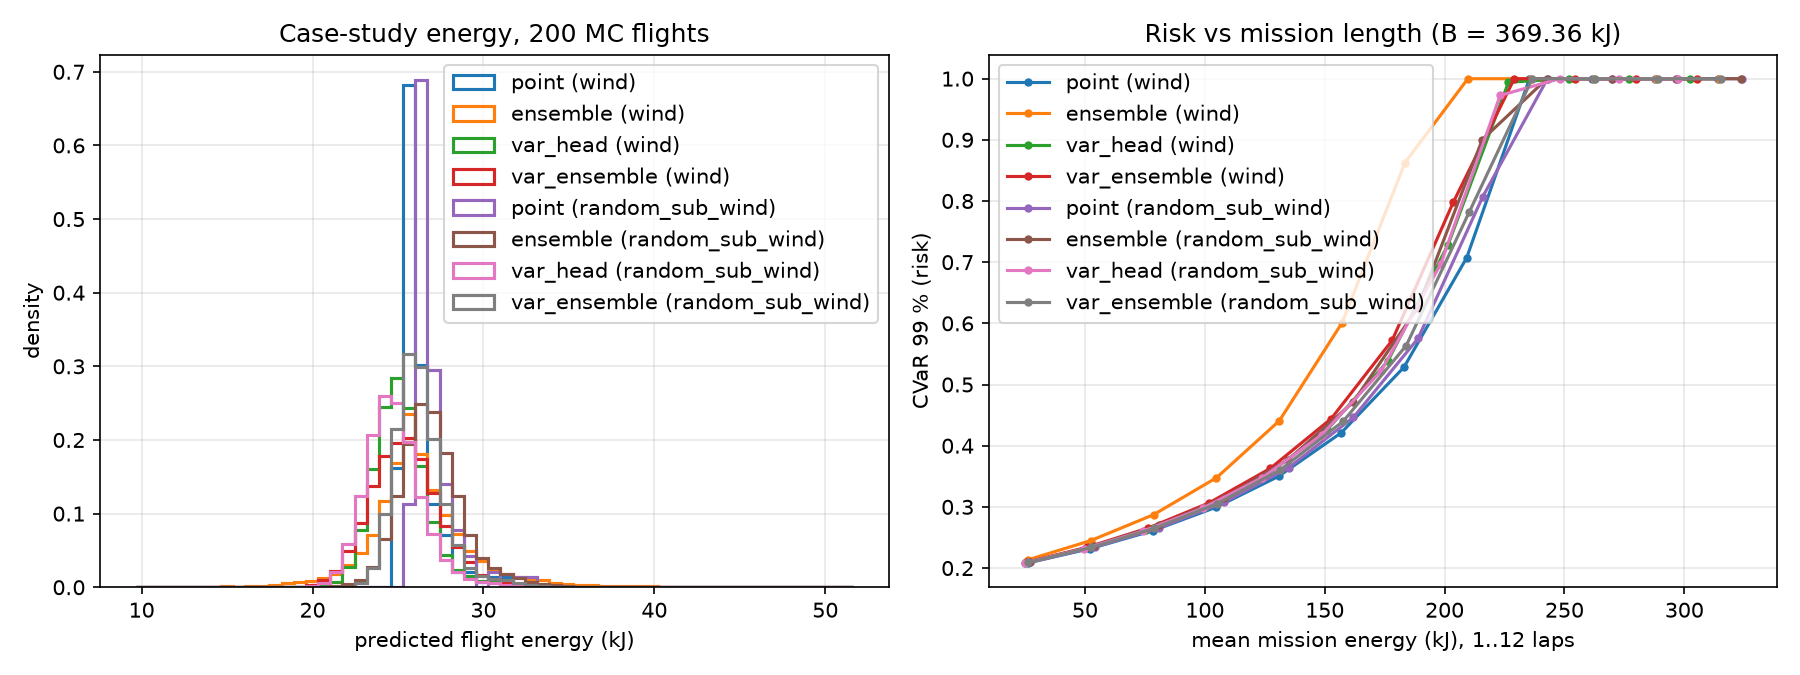 Case-study energy, 200 MC flights
0.7
0.6
0.5
0.4
0.3
0.2
0.1
0.0
density
10
20
30
40
50
predicted flight energy (kJ)
point (wind)
ensemble (wind)
var_head (wind)
var_ensemble (wind)
point (random_sub_wind)
ensemble (random_sub_wind)
var_head (random_sub_wind)
var_ensemble (random_sub_wind)
Risk vs mission length (B = 369.36 kJ)
1.0
0.9
0.8
0.7
0.6
0.5
0.4
0.3
0.2
CVaR 99 % (risk)
50
100
150
200
250
300
mean mission energy (kJ), 1..12 laps
point (wind)
ensemble (wind)
var_head (wind)
var_ensemble (wind)
point (random_sub_wind)
ensemble (random_sub_wind)
var_head (random_sub_wind)
var_ensemble (random_sub_wind)